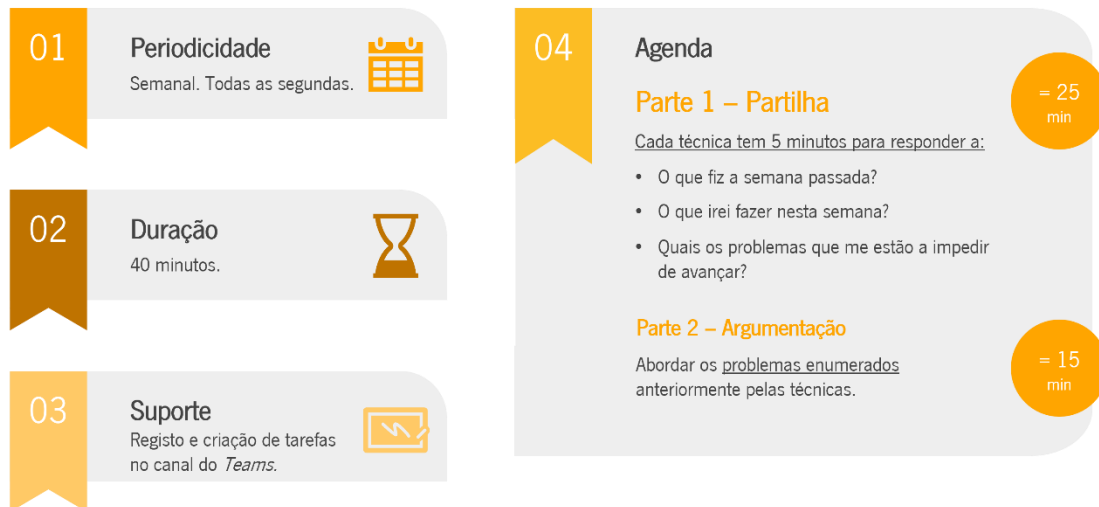 01
Periodicidade
Semanal. Todas as segundas.
02
Duração
40 minutos.
03
Suporte
Registo e criação de tarefas
no canal do Teams.
04
Agenda
Parte 1 – Partilha
= 25
min
Cada técnica tem 5 minutos para responder a:
• O que fiz a semana passada?
• O que irei fazer nesta semana?
• Quais os problemas que me estão a impedir
de avançar?
Parte 2 – Argumentação
= 15
min
Abordar os problemas enumerados
anteriormente pelas técnicas.